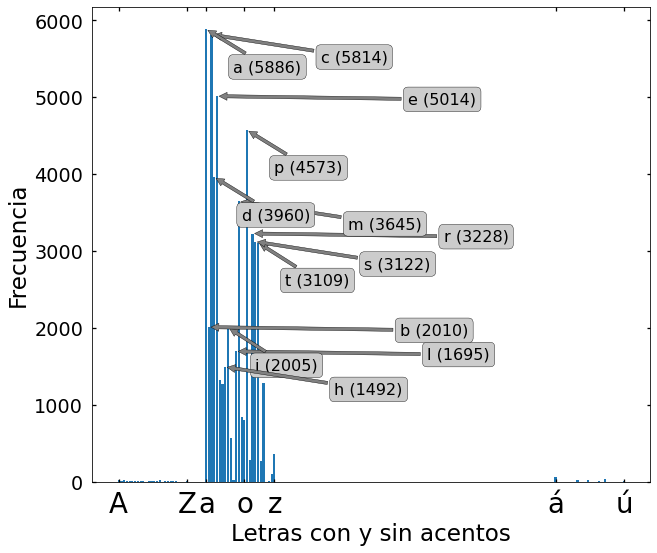 6000
5000
4000
3000
2000
1000
0
Frecuencia
c (5814)
a (5886)
e (5014)
p (4573)
d (3960)
m (3645)
r (3228)
s (3122)
t (3109)
b (2010)
l (1695)
i (2005)
h (1492)
A Z a o z á ú
Letras con y sin acentos